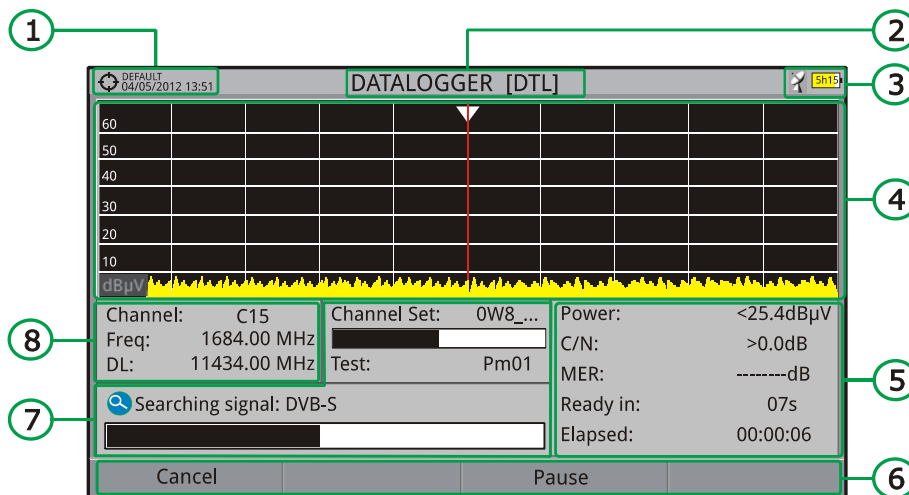 1
2
3
DEFAULT
04/05/2012 13:51
DATALOGGER [DTL]
5h15
60
50
40
30
20
10
dBµV
4
Channel: C15
Freq: 1684.00 MHz
DL: 11434.00 MHz
8
Channel Set: 0W8_...
Test: Pm01
Power: <25.4dBµV
C/N: >0.0dB
MER: --------dB
Ready in: 07s
Elapsed: 00:00:06
5
7
Searching signal: DVB-S
Cancel
Pause
6